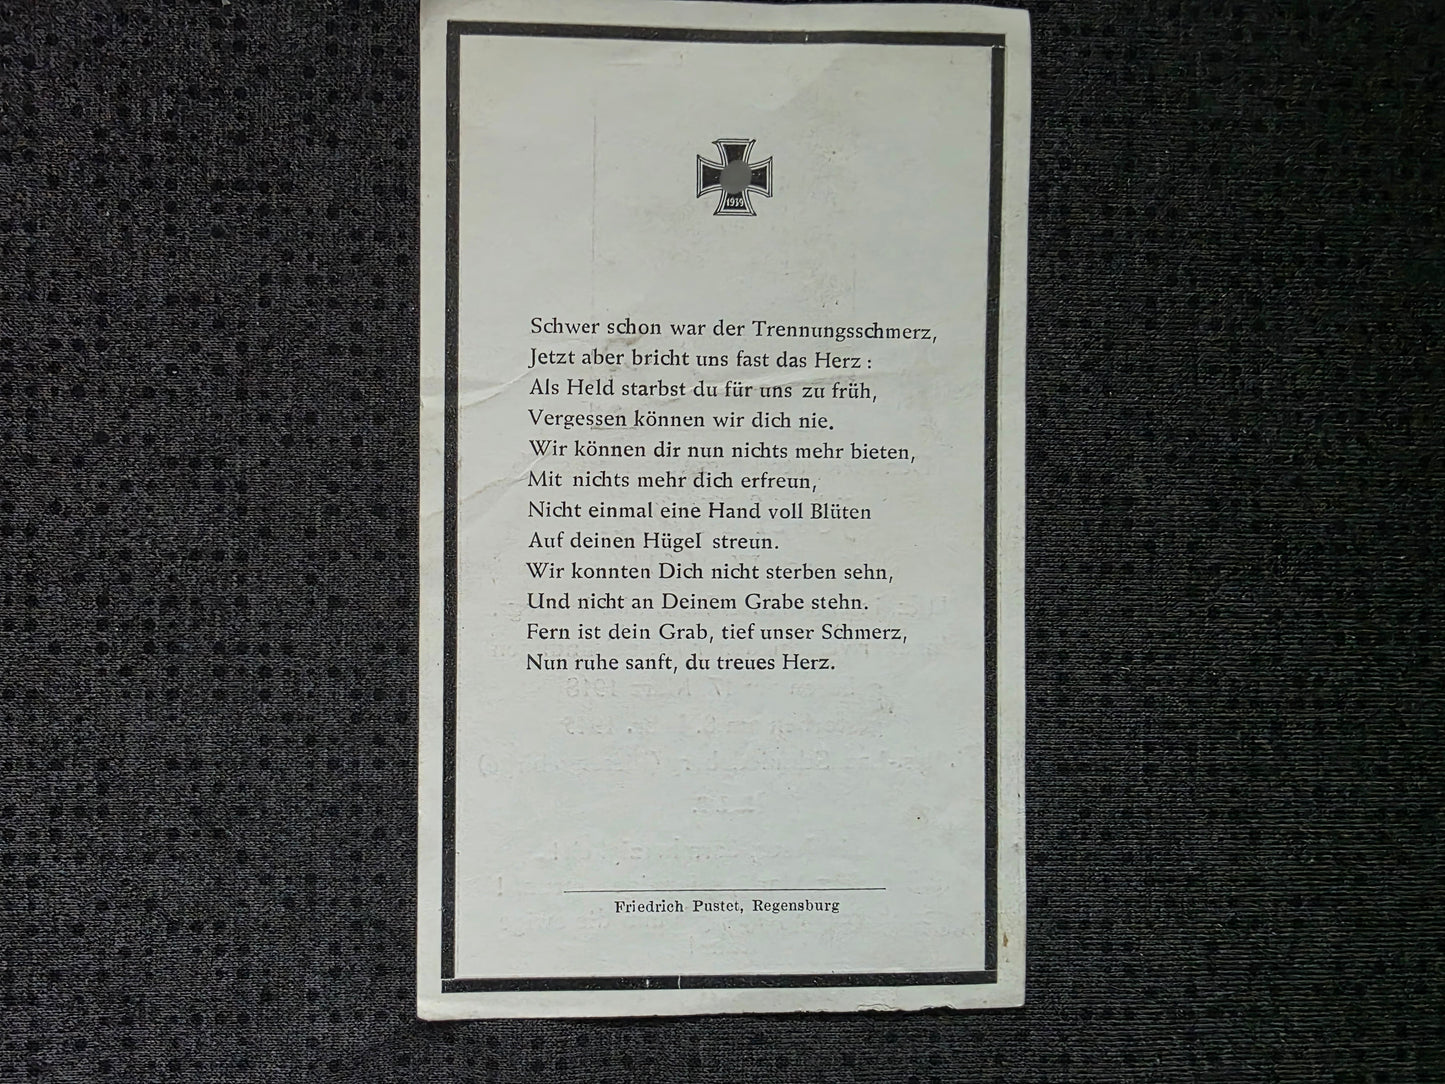 1939
Schwer schon war der Trennungsschmerz,
Jetzt aber bricht uns fast das Herz :
Als Held starbst du für uns zu früh,
Vergessen können wir dich nie.
Wir können dir nun nichts mehr bieten,
Mit nichts mehr dich erfreun,
Nicht einmal eine Hand voll Blüten
Auf deinen Hügel streun.
Wir konnten Dich nicht sterben sehn,
Und nicht an Deinem Grabe stehn.
Fern ist dein Grab, tief unser Schmerz,
Nun ruhe sanft, du treues Herz.
Friedrich Pustet, Regensburg